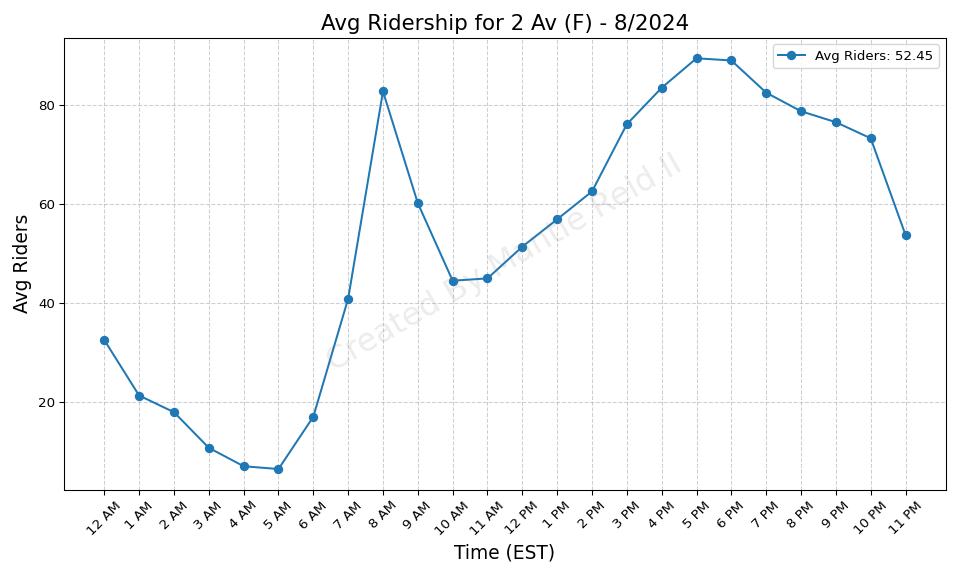 Avg Ridership for 2 Av (F) - 8/2024
Avg Riders: 52.45
Avg Riders
80
60
40
20
Created By Mantle Reid II
12 AM
1 AM
2 AM
3 AM
4 AM
5 AM
6 AM
7 AM
8 AM
9 AM
10 AM
11 AM
12 PM
1 PM
2 PM
3 PM
4 PM
5 PM
6 PM
7 PM
8 PM
9 PM
10 PM
11 PM
Time (EST)